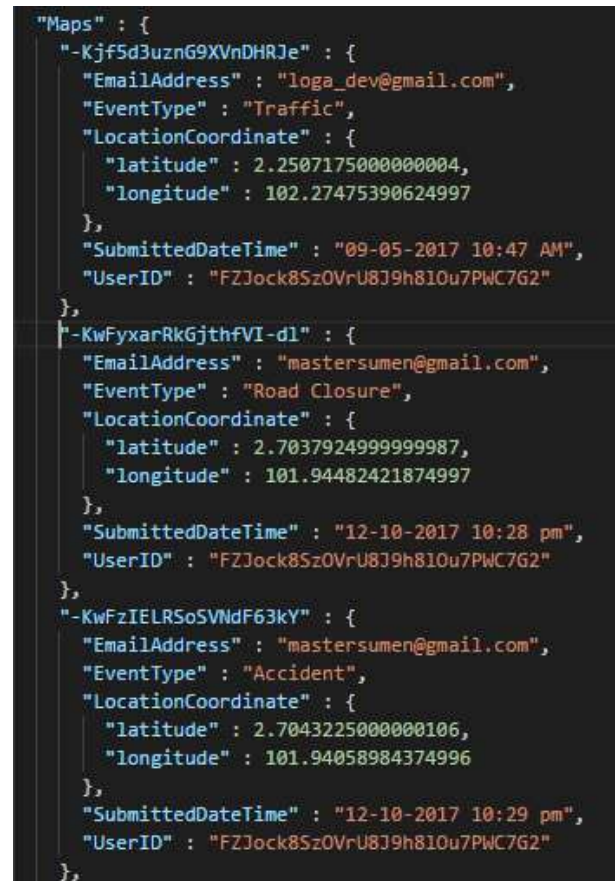 "Maps" : {
"-Kjf5d3uznG9XVnDHRJe" : {
"EmailAddress" : "loga_dev@gmail.com",
"EventType" : "Traffic",
"LocationCoordinate" : {
"latitude" : 2.2507175000000004,
"longitude" : 102.27475390624997
},
"SubmittedDateTime" : "09-05-2017 10:47 AM",
"UserID" : "FZJock8SzOVrU8J9h8lOu7PWC7G2"
},
"-KwFyxarRkGjthfVI-dl" : {
"EmailAddress" : "mastersumen@gmail.com",
"EventType" : "Road Closure",
"LocationCoordinate" : {
"latitude" : 2.7037924999999987,
"longitude" : 101.94482421874997
},
"SubmittedDateTime" : "12-10-2017 10:28 pm",
"UserID" : "FZJock8SzOVrU8J9h8lOu7PWC7G2"
},
"-KwFzIELRSoSVNdF63kY" : {
"EmailAddress" : "mastersumen@gmail.com",
"EventType" : "Accident",
"LocationCoordinate" : {
"latitude" : 2.7043225000000106,
"longitude" : 101.94058984374996
},
"SubmittedDateTime" : "12-10-2017 10:29 pm",
"UserID" : "FZJock8SzOVrU8J9h8lOu7PWC7G2"
},